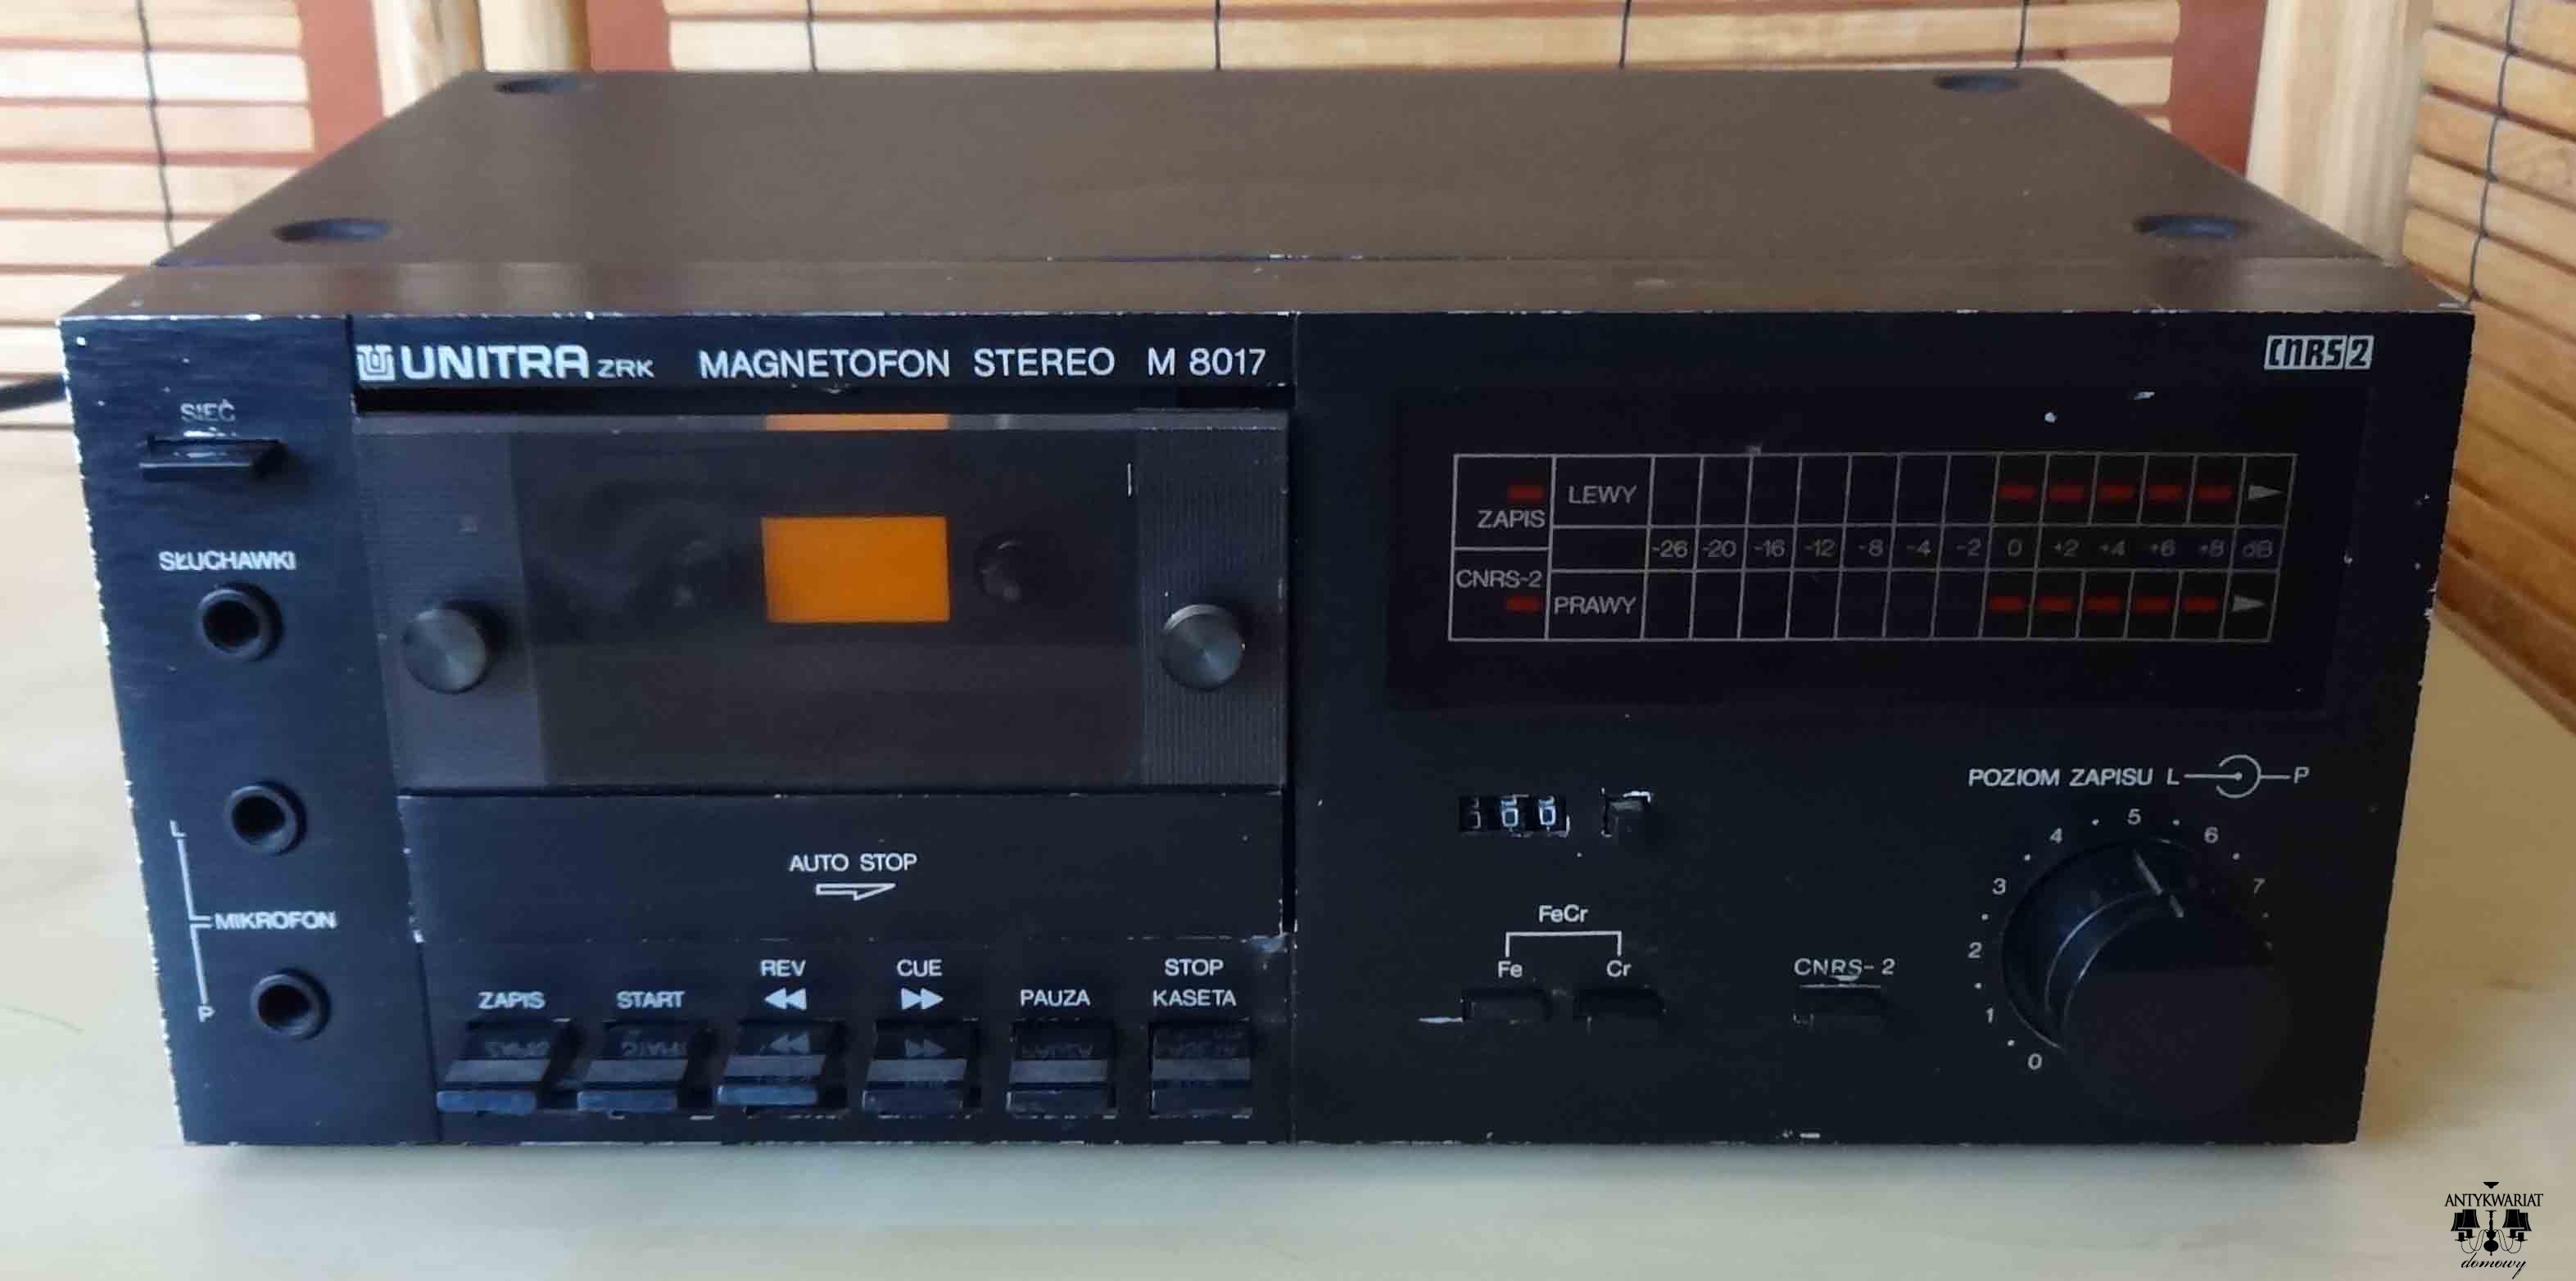 UNITRA ZRK MAGNETOFON STEREO M 8017
CNRS 2
SIEĆ
SŁUCHAWKI
L
MIKROFON
P
AUTO STOP
REV
CUE
STOP
ZAPIS
START
PAUZA
KASETA
ZAPIS
LEWY
-26 -20 -16 -12 -8 -4 -2 0 +2 +4 +6 +8 dB
CNRS-2
PRAWY
POZIOM ZAPISU L P
0 1 2 3 4 5 6 7
FeCr
Fe
Cr
CNRS-2
ANTYKWARIAT
domowy